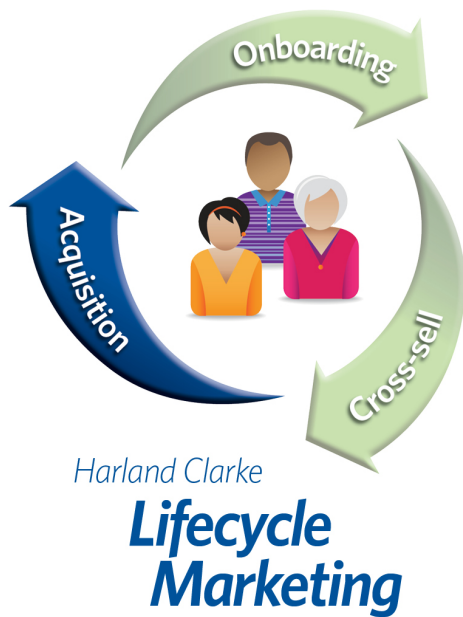 Onboarding
Acquisition
Cross-sell
Harland Clarke
Lifecycle
Marketing